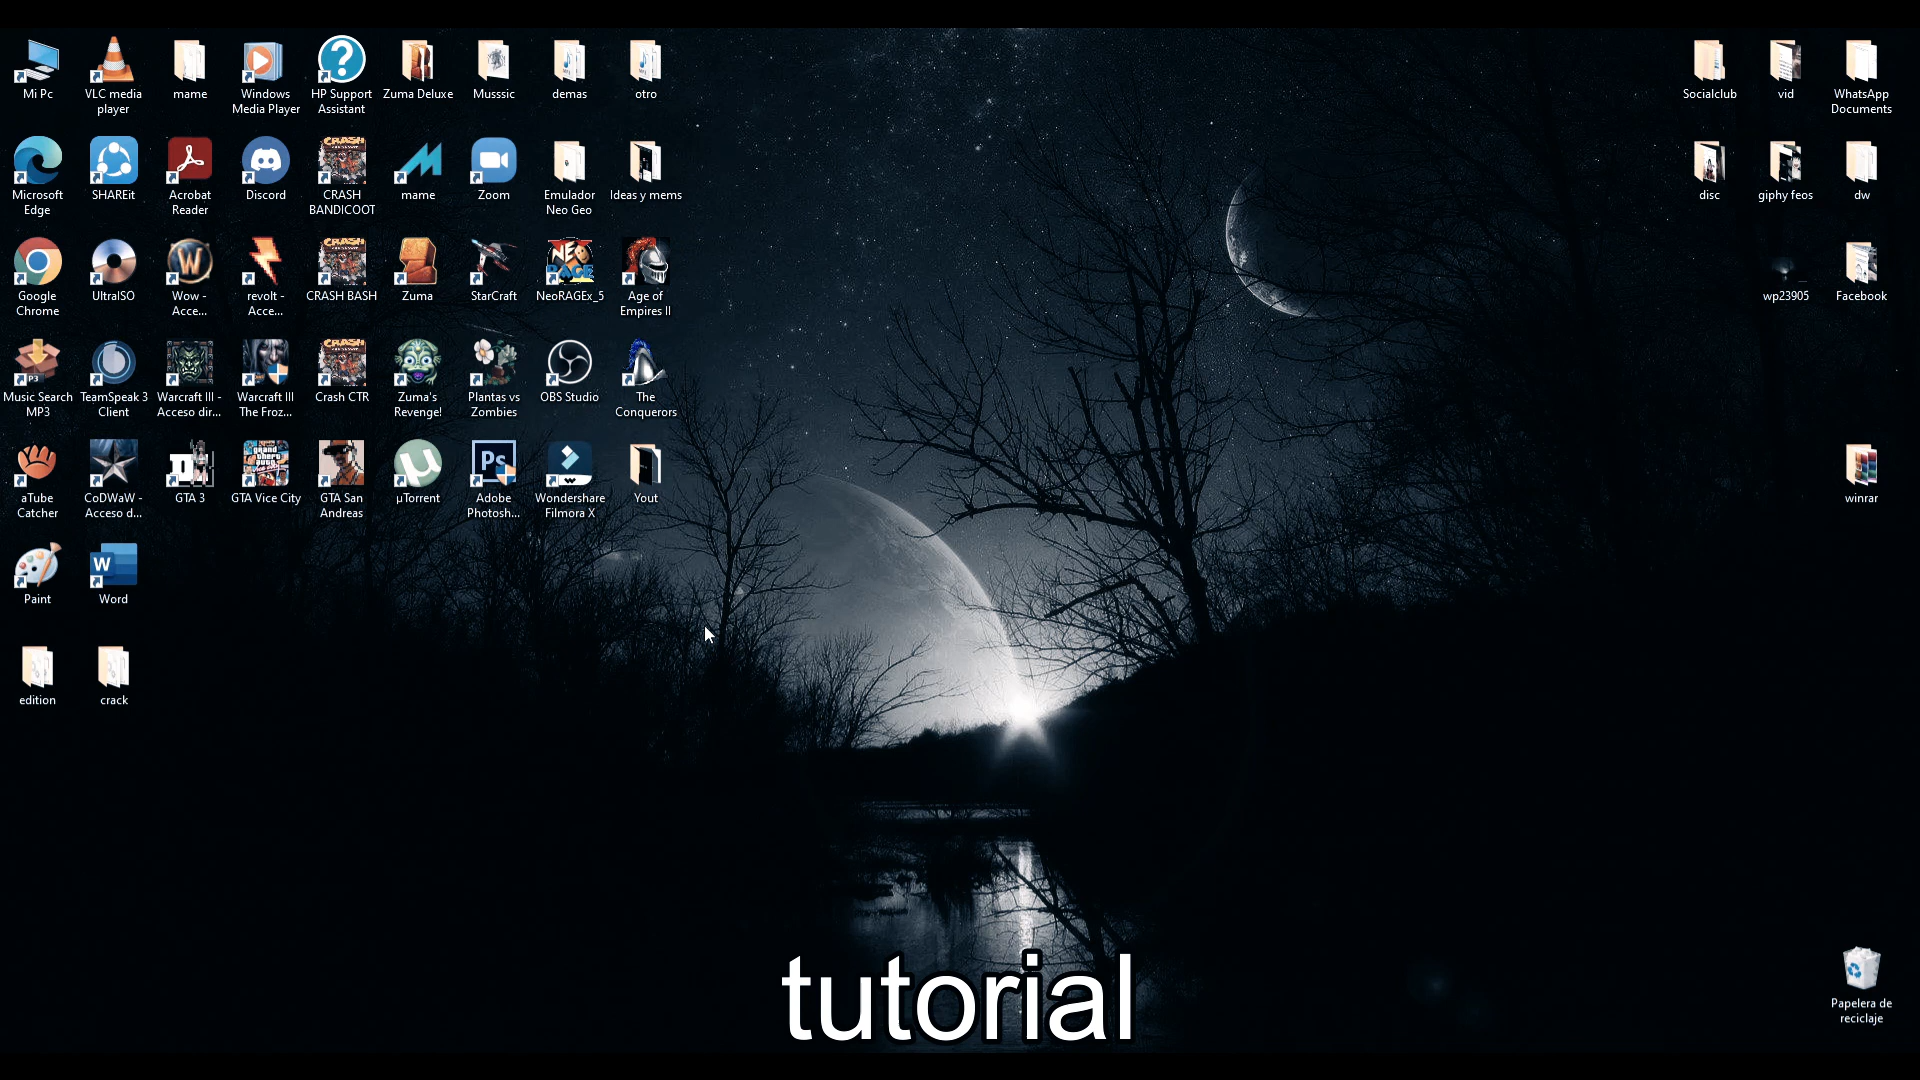 Mi Pc
VLC media
player
mame
Windows
Media Player
HP Support
Assistant
Zuma Deluxe
Musssic
demas
otro
Socialclub
vid
WhatsApp
Documents
Microsoft
Edge
SHAREit
Acrobat
Reader
Discord
CRASH
BANDICOOT
mame
Zoom
Emulador
Neo Geo
Ideas y mems
disc
giphy feos
dw
Google
Chrome
UltraISO
Wow -
Acce...
revolt -
Acce...
CRASH BASH
Zuma
StarCraft
NeoRAGEx_5
Age of
Empires II
wp23905
Facebook
Music Search
MP3
TeamSpeak 3
Client
Warcraft III -
Acceso dir...
Warcraft III
The Froz...
Crash CTR
Zuma's
Revenge!
Plantas vs
Zombies
OBS Studio
The
Conquerors
aTube
Catcher
CoDWaW -
Acceso d...
GTA 3
GTA Vice City
GTA San
Andreas
µTorrent
Ps
Adobe
Photosh...
Wondershare
Filmora X
Yout
winrar
Paint
W
Word
edition
crack
tutorial
Papelera de
reciclaje